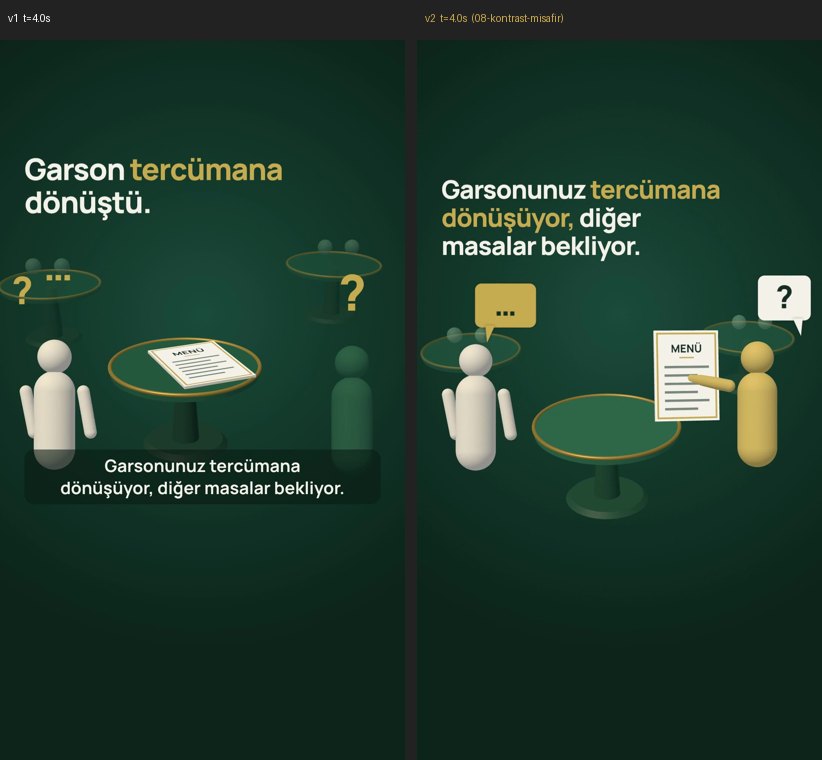 v1 t=4.0s
Garson tercümana
dönüştü.
? ...
?
MENÜ
Garsonunuz tercümana
dönüşüyor, diğer masalar bekliyor.
v2 t=4.0s (08-kontrast-misafir)
Garsonunuz tercümana
dönüşüyor, diğer
masalar bekliyor.
...
?
MENÜ